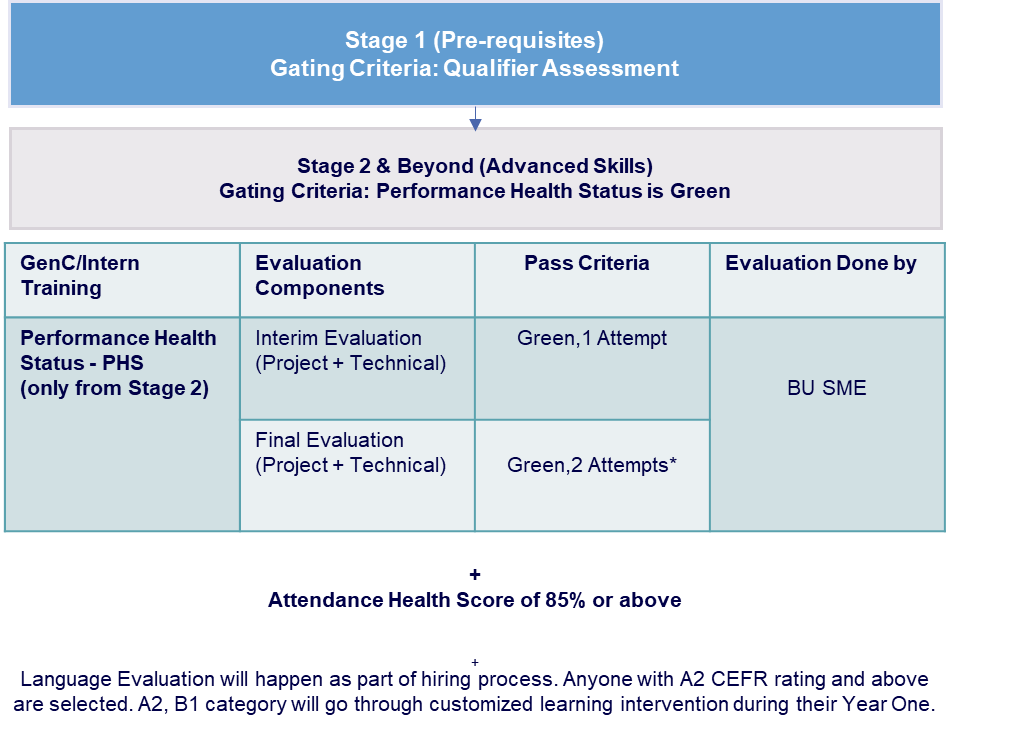 Stage 1 (Pre-requisites)
Gating Criteria: Qualifier Assessment
Stage 2 & Beyond (Advanced Skills)
Gating Criteria: Performance Health Status is Green
GenC/Intern
Training
Evaluation
Components
Pass Criteria
Evaluation Done by
Performance Health
Status - PHS
(only from Stage 2)
Interim Evaluation
(Project + Technical)
Green,1 Attempt
BU SME
Final Evaluation
(Project + Technical)
Green,2 Attempts*
+
Attendance Health Score of 85% or above
+
Language Evaluation will happen as part of hiring process. Anyone with A2 CEFR rating and above
are selected. A2, B1 category will go through customized learning intervention during their Year One.